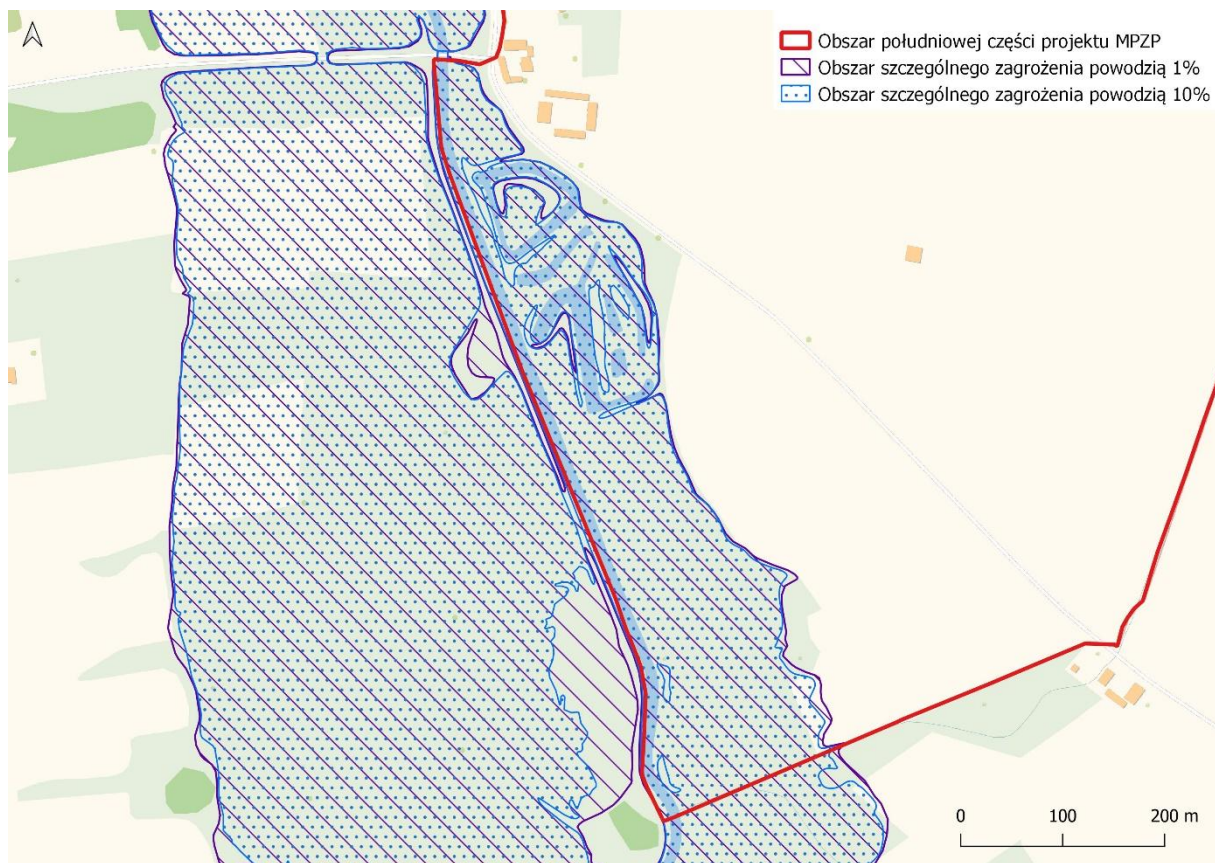 Obszar południowej części projektu MPZP
Obszar szczególnego zagrożenia powodzią 1%
Obszar szczególnego zagrożenia powodzią 10%
0 100 200 m